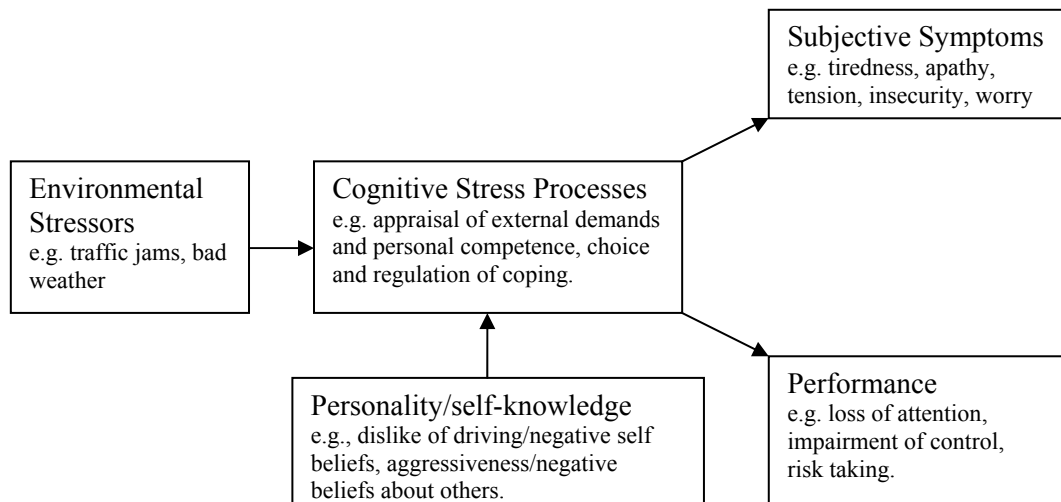 Subjective Symptoms
e.g. tiredness, apathy,
tension, insecurity, worry
Environmental
Stressors
e.g. traffic jams, bad
weather
Cognitive Stress Processes
e.g. appraisal of external demands
and personal competence, choice
and regulation of coping.
Personality/self-knowledge
e.g., dislike of driving/negative self
beliefs, aggressiveness/negative
beliefs about others.
Performance
e.g. loss of attention,
impairment of control,
risk taking.